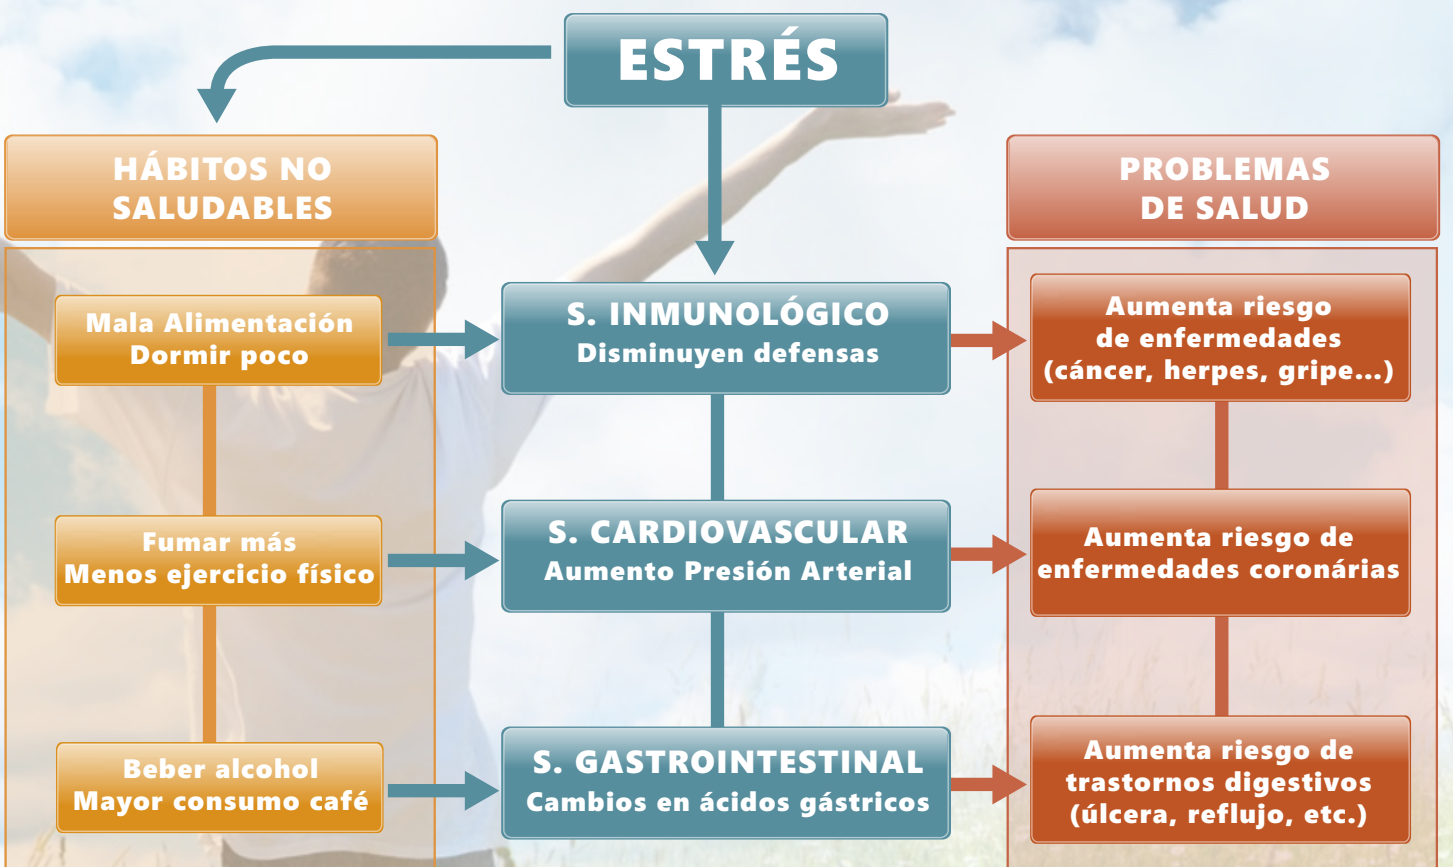 ESTRÉS
HÁBITOS NO
SALUDABLES
Mala Alimentación
Dormir poco
Fumar más
Menos ejercicio físico
Beber alcohol
Mayor consumo café
S. INMUNOLÓGICO
Disminuyen defensas
S. CARDIOVASCULAR
Aumento Presión Arterial
S. GASTROINTESTINAL
Cambios en ácidos gástricos
PROBLEMAS
DE SALUD
Aumenta riesgo
de enfermedades
(cáncer, herpes, gripe...)
Aumenta riesgo de
enfermedades coronárias
Aumenta riesgo de
trastornos digestivos
(úlcera, reflujo, etc.)